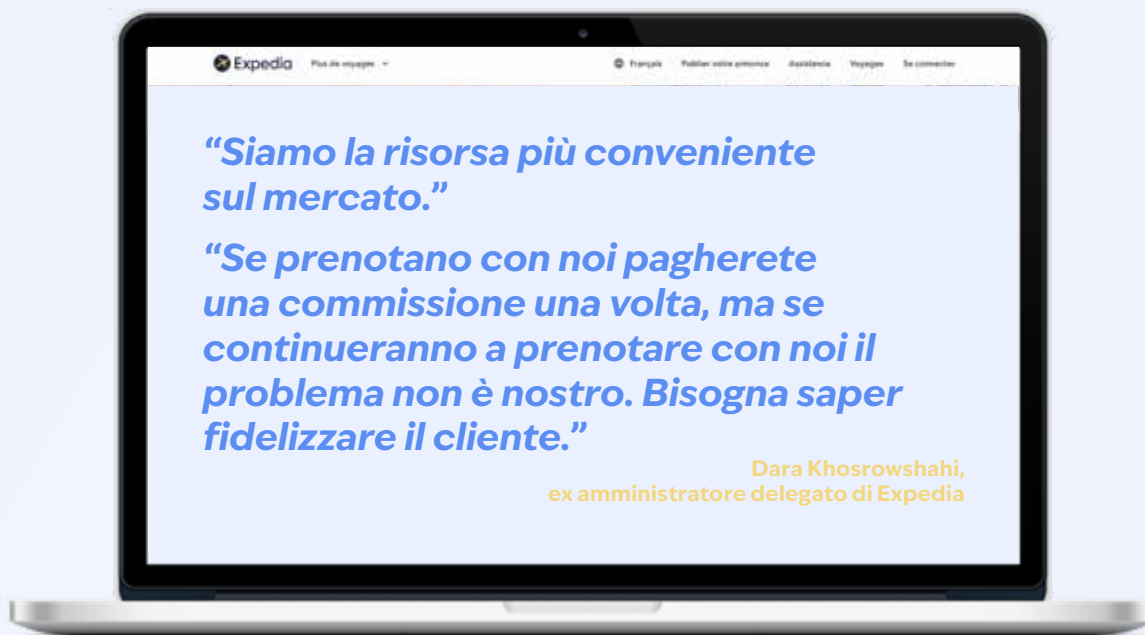 Expedia Plus de voyages Français Publier votre annonce Assistance Voyages Se connecter
“Siamo la risorsa più conveniente
sul mercato.”
“Se prenotano con noi pagherete
una commissione una volta, ma se
continueranno a prenotare con noi il
problema non è nostro. Bisogna saper
fidelizzare il cliente.”
Dara Khosrowshahi,
ex amministratore delegato di Expedia